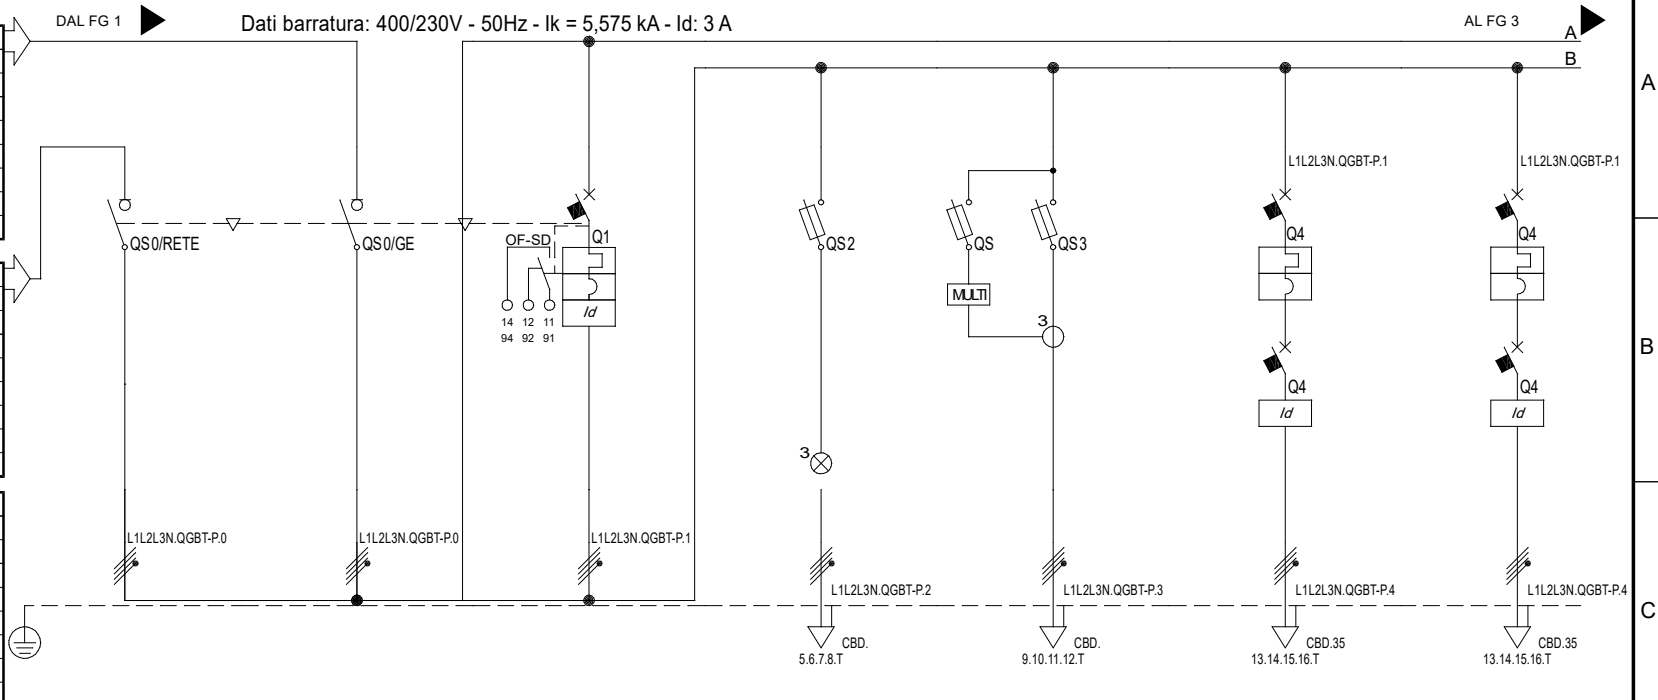 DAL FG 1
Dati barratura: 400/230V - 50Hz - Ik = 5,575 kA - Id: 3 A
AL FG 3
A
B
A
L1L2L3N.QGBT-P.1
L1L2L3N.QGBT-P.1
QS0/RETE
QS0/GE
OF-SD
Q1
QS2
QS
QS3
Q4
Q4
MULTI
Id
14
12
11
94
92
91
3
B
Q4
Q4
Id
Id
3
L1L2L3N.QGBT-P.0
L1L2L3N.QGBT-P.0
L1L2L3N.QGBT-P.1
L1L2L3N.QGBT-P.2
L1L2L3N.QGBT-P.3
L1L2L3N.QGBT-P.4
L1L2L3N.QGBT-P.4
C
CBD.
5.6.7.8.T
CBD.
9.10.11.12.T
CBD.35
13.14.15.16.T
CBD.35
13.14.15.16.T